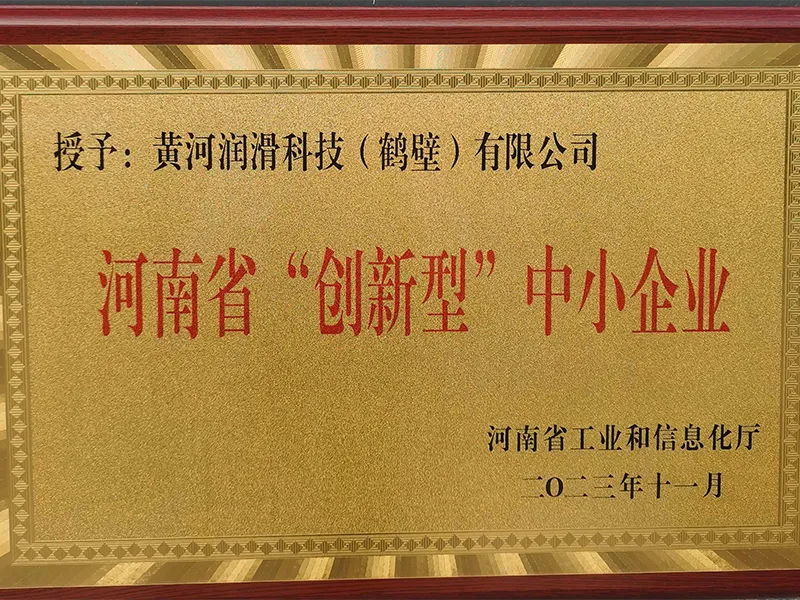 授予：黄河润滑科技（鹤壁）有限公司
河南省“创新型”中小企业
河南省工业和信息化厅
二〇二三年十一月